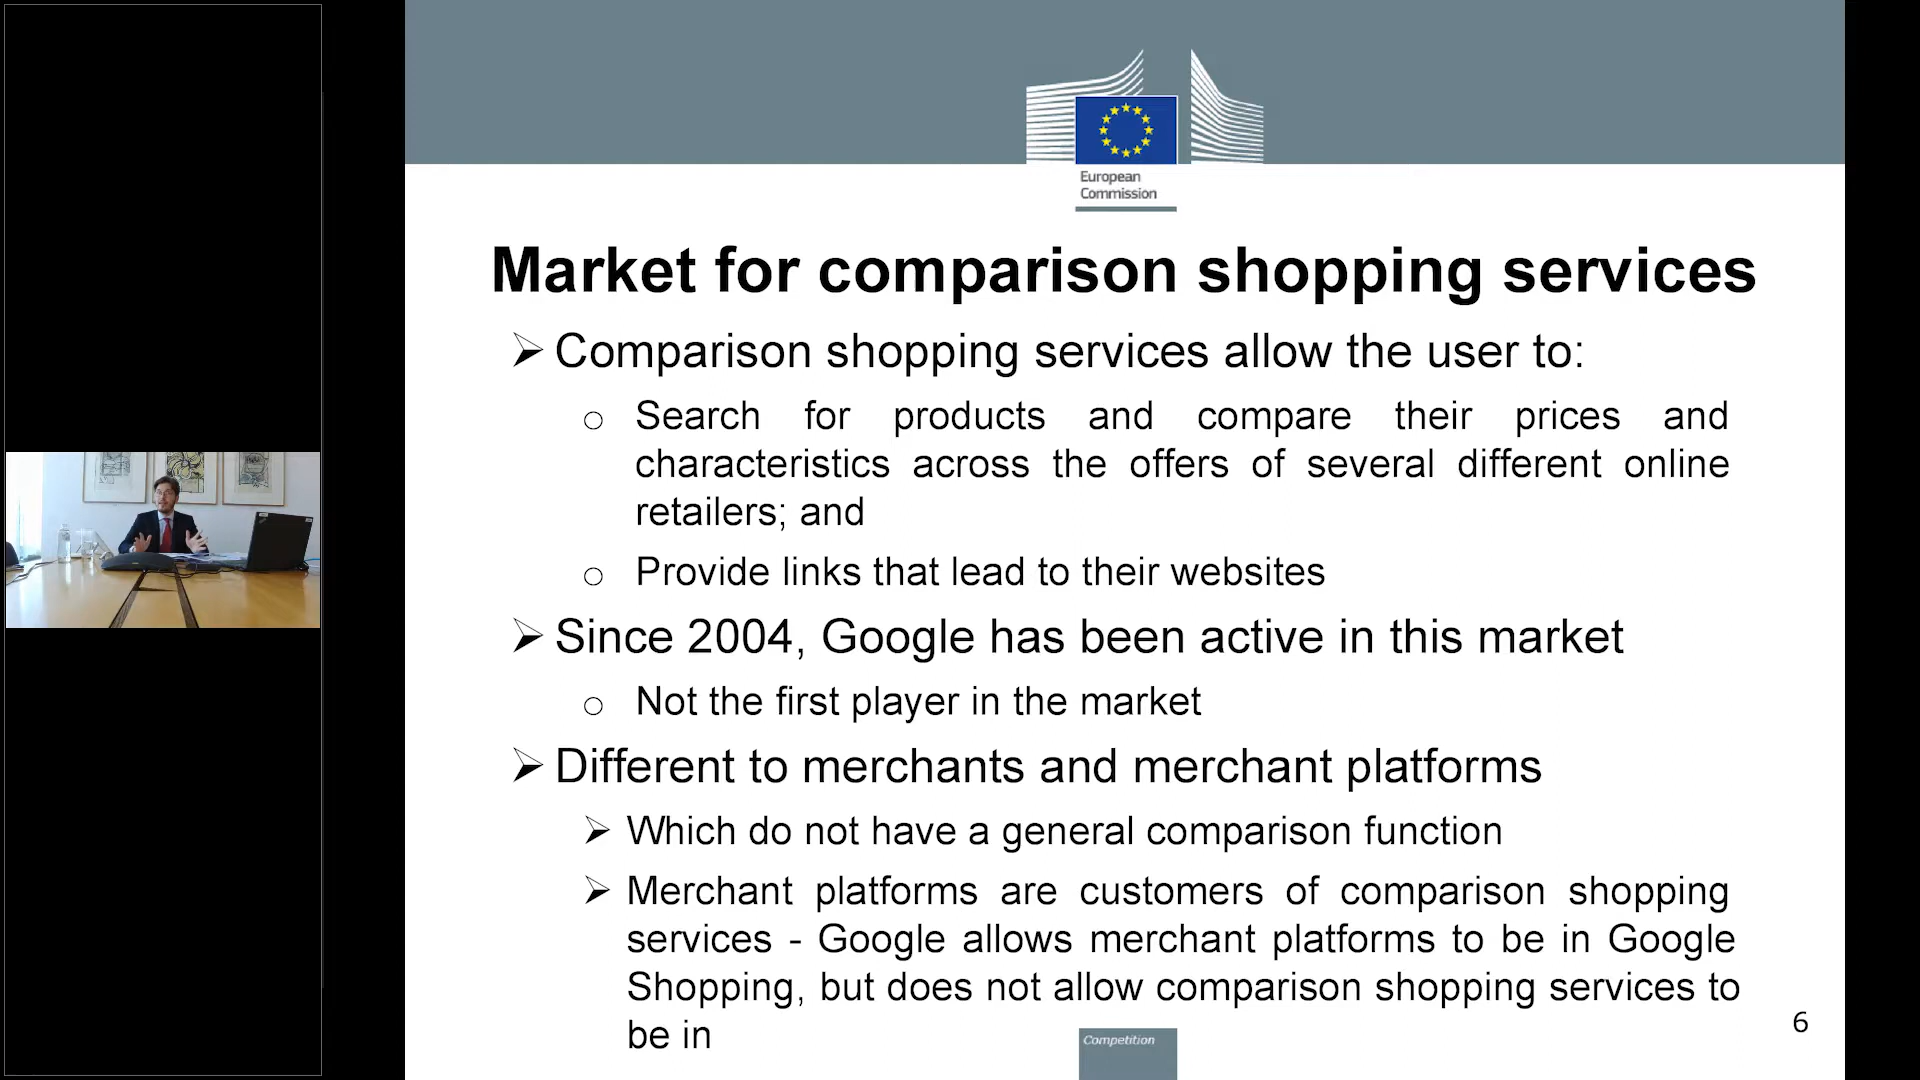 European
Commission
Market for comparison shopping services
Comparison shopping services allow the user to:
Search for products and compare their prices and
characteristics across the offers of several different online
retailers; and
Provide links that lead to their websites
Since 2004, Google has been active in this market
Not the first player in the market
Different to merchants and merchant platforms
Which do not have a general comparison function
Merchant platforms are customers of comparison shopping
services - Google allows merchant platforms to be in Google
Shopping, but does not allow comparison shopping services to
be in
6
Competition